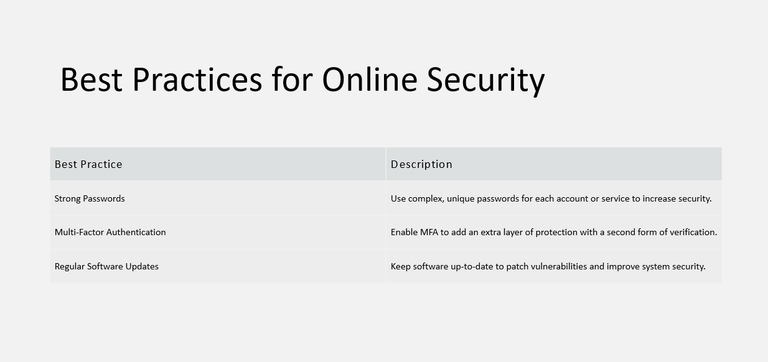 Best Practices for Online Security
Best Practice Description
Strong Passwords Use complex, unique passwords for each account or service to increase security.
Multi-Factor Authentication Enable MFA to add an extra layer of protection with a second form of verification.
Regular Software Updates Keep software up-to-date to patch vulnerabilities and improve system security.